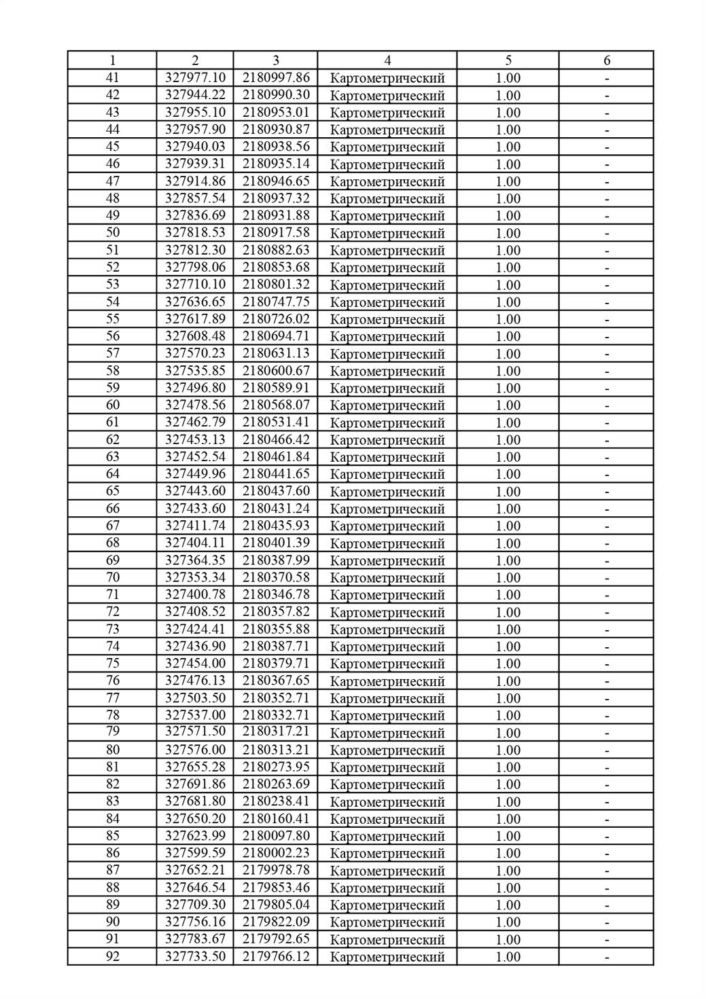 1 2 3 4 5 6
41 327977.10 2180997.86 Картометрический 1.00 -
42 327944.22 2180990.30 Картометрический 1.00 -
43 327955.10 2180953.01 Картометрический 1.00 -
44 327957.90 2180930.87 Картометрический 1.00 -
45 327940.03 2180938.56 Картометрический 1.00 -
46 327939.31 2180935.14 Картометрический 1.00 -
47 327914.86 2180946.65 Картометрический 1.00 -
48 327857.54 2180937.32 Картометрический 1.00 -
49 327836.69 2180931.88 Картометрический 1.00 -
50 327818.53 2180917.58 Картометрический 1.00 -
51 327812.30 2180882.63 Картометрический 1.00 -
52 327798.06 2180853.68 Картометрический 1.00 -
53 327710.10 2180801.32 Картометрический 1.00 -
54 327636.65 2180747.75 Картометрический 1.00 -
55 327617.89 2180726.02 Картометрический 1.00 -
56 327608.48 2180694.71 Картометрический 1.00 -
57 327570.23 2180631.13 Картометрический 1.00 -
58 327535.85 2180600.67 Картометрический 1.00 -
59 327496.80 2180589.91 Картометрический 1.00 -
60 327478.56 2180568.07 Картометрический 1.00 -
61 327462.79 2180531.41 Картометрический 1.00 -
62 327453.13 2180466.42 Картометрический 1.00 -
63 327452.54 2180461.84 Картометрический 1.00 -
64 327449.96 2180441.65 Картометрический 1.00 -
65 327443.60 2180437.60 Картометрический 1.00 -
66 327433.60 2180431.24 Картометрический 1.00 -
67 327411.74 2180435.93 Картометрический 1.00 -
68 327404.11 2180401.39 Картометрический 1.00 -
69 327364.35 2180387.99 Картометрический 1.00 -
70 327353.34 2180370.58 Картометрический 1.00 -
71 327400.78 2180346.78 Картометрический 1.00 -
72 327408.52 2180357.82 Картометрический 1.00 -
73 327424.41 2180355.88 Картометрический 1.00 -
74 327436.90 2180387.71 Картометрический 1.00 -
75 327454.00 2180379.71 Картометрический 1.00 -
76 327476.13 2180367.65 Картометрический 1.00 -
77 327503.50 2180352.71 Картометрический 1.00 -
78 327537.00 2180332.71 Картометрический 1.00 -
79 327571.50 2180317.21 Картометрический 1.00 -
80 327576.00 2180313.21 Картометрический 1.00 -
81 327655.28 2180273.95 Картометрический 1.00 -
82 327691.86 2180263.69 Картометрический 1.00 -
83 327681.80 2180238.41 Картометрический 1.00 -
84 327650.20 2180160.41 Картометрический 1.00 -
85 327623.99 2180097.80 Картометрический 1.00 -
86 327599.59 2180002.23 Картометрический 1.00 -
87 327652.21 2179978.78 Картометрический 1.00 -
88 327646.54 2179853.46 Картометрический 1.00 -
89 327709.30 2179805.04 Картометрический 1.00 -
90 327756.16 2179822.09 Картометрический 1.00 -
91 327783.67 2179792.65 Картометрический 1.00 -
92 327733.50 2179766.12 Картометрический 1.00 -